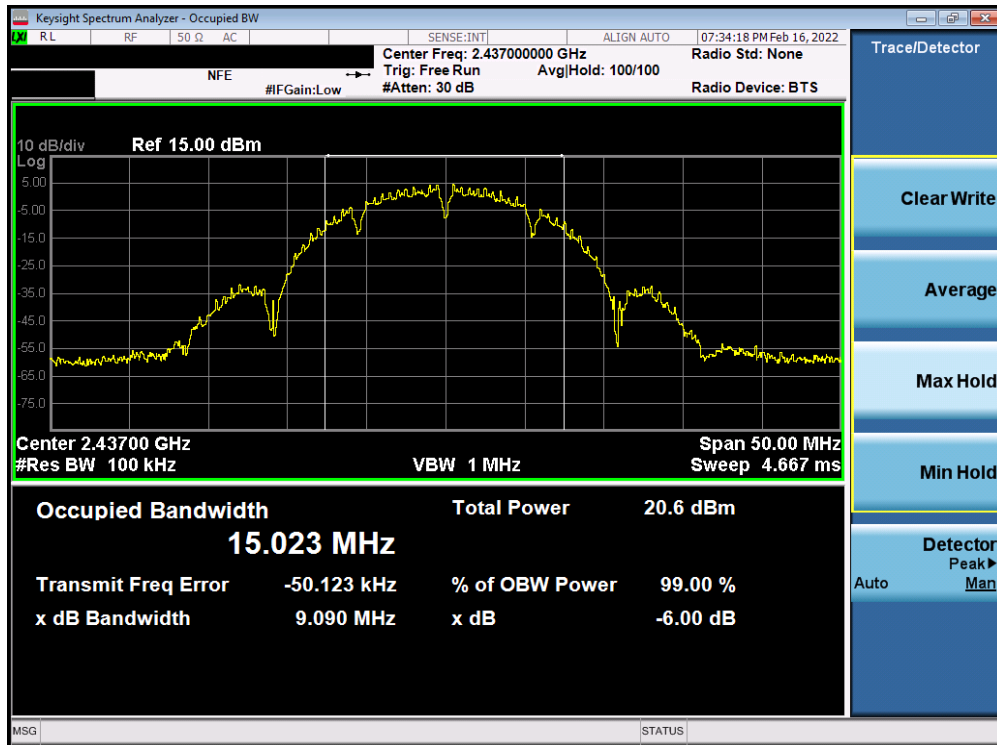 Keysight Spectrum Analyzer - Occupied BW
LXI RL RF 50 Ω AC SENSE:INT ALIGN AUTO 07:34:18 PM Feb 16, 2022
Center Freq: 2.437000000 GHz Radio Std: None
NFE Trig: Free Run Avg|Hold: 100/100
#IFGain:Low #Atten: 30 dB Radio Device: BTS
10 dB/div Ref 15.00 dBm
Log
5.00
-5.00
-15.0
-25.0
-35.0
-45.0
-55.0
-65.0
-75.0
Center 2.43700 GHz Span 50.00 MHz
#Res BW 100 kHz VBW 1 MHz Sweep 4.667 ms
Occupied Bandwidth Total Power 20.6 dBm
15.023 MHz
Transmit Freq Error -50.123 kHz % of OBW Power 99.00 %
x dB Bandwidth 9.090 MHz x dB -6.00 dB
MSG STATUS
Trace/Detector
Clear Write
Average
Max Hold
Min Hold
Detector
Peak▶
Auto Man